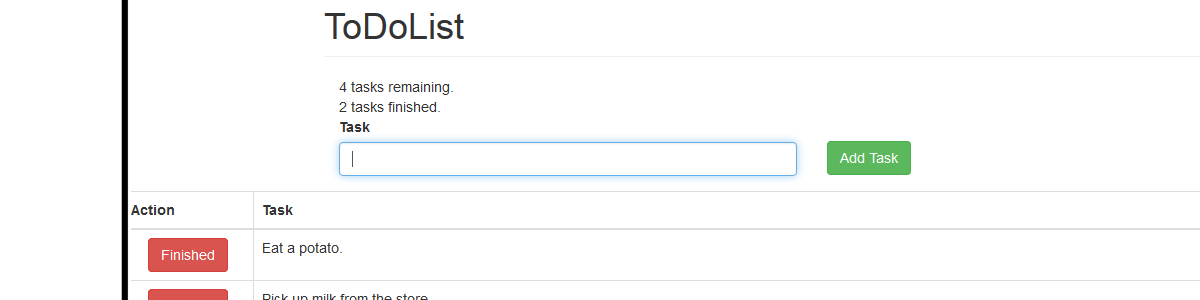 ToDoList
4 tasks remaining.
2 tasks finished.
Task
Add Task
Action Task
Finished Eat a potato.
Pick up milk from the store.